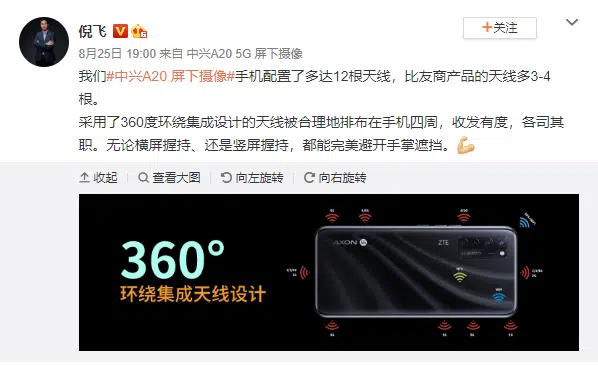 倪飞
+关注
8月25日 19:00 来自 中兴A20 5G 屏下摄像
我们#中兴A20 屏下摄像#手机配置了多达12根天线，比友商产品的天线多3-4
根。
采用了360度环绕集成设计的天线被合理地排布在手机四周，收发有度，各司其
职。无论横屏握持、还是竖屏握持，都能完美避开手掌遮挡。
收起 查看大图 向左旋转 向右旋转
360°
环绕集成天线设计
AXON 5G
ZTE